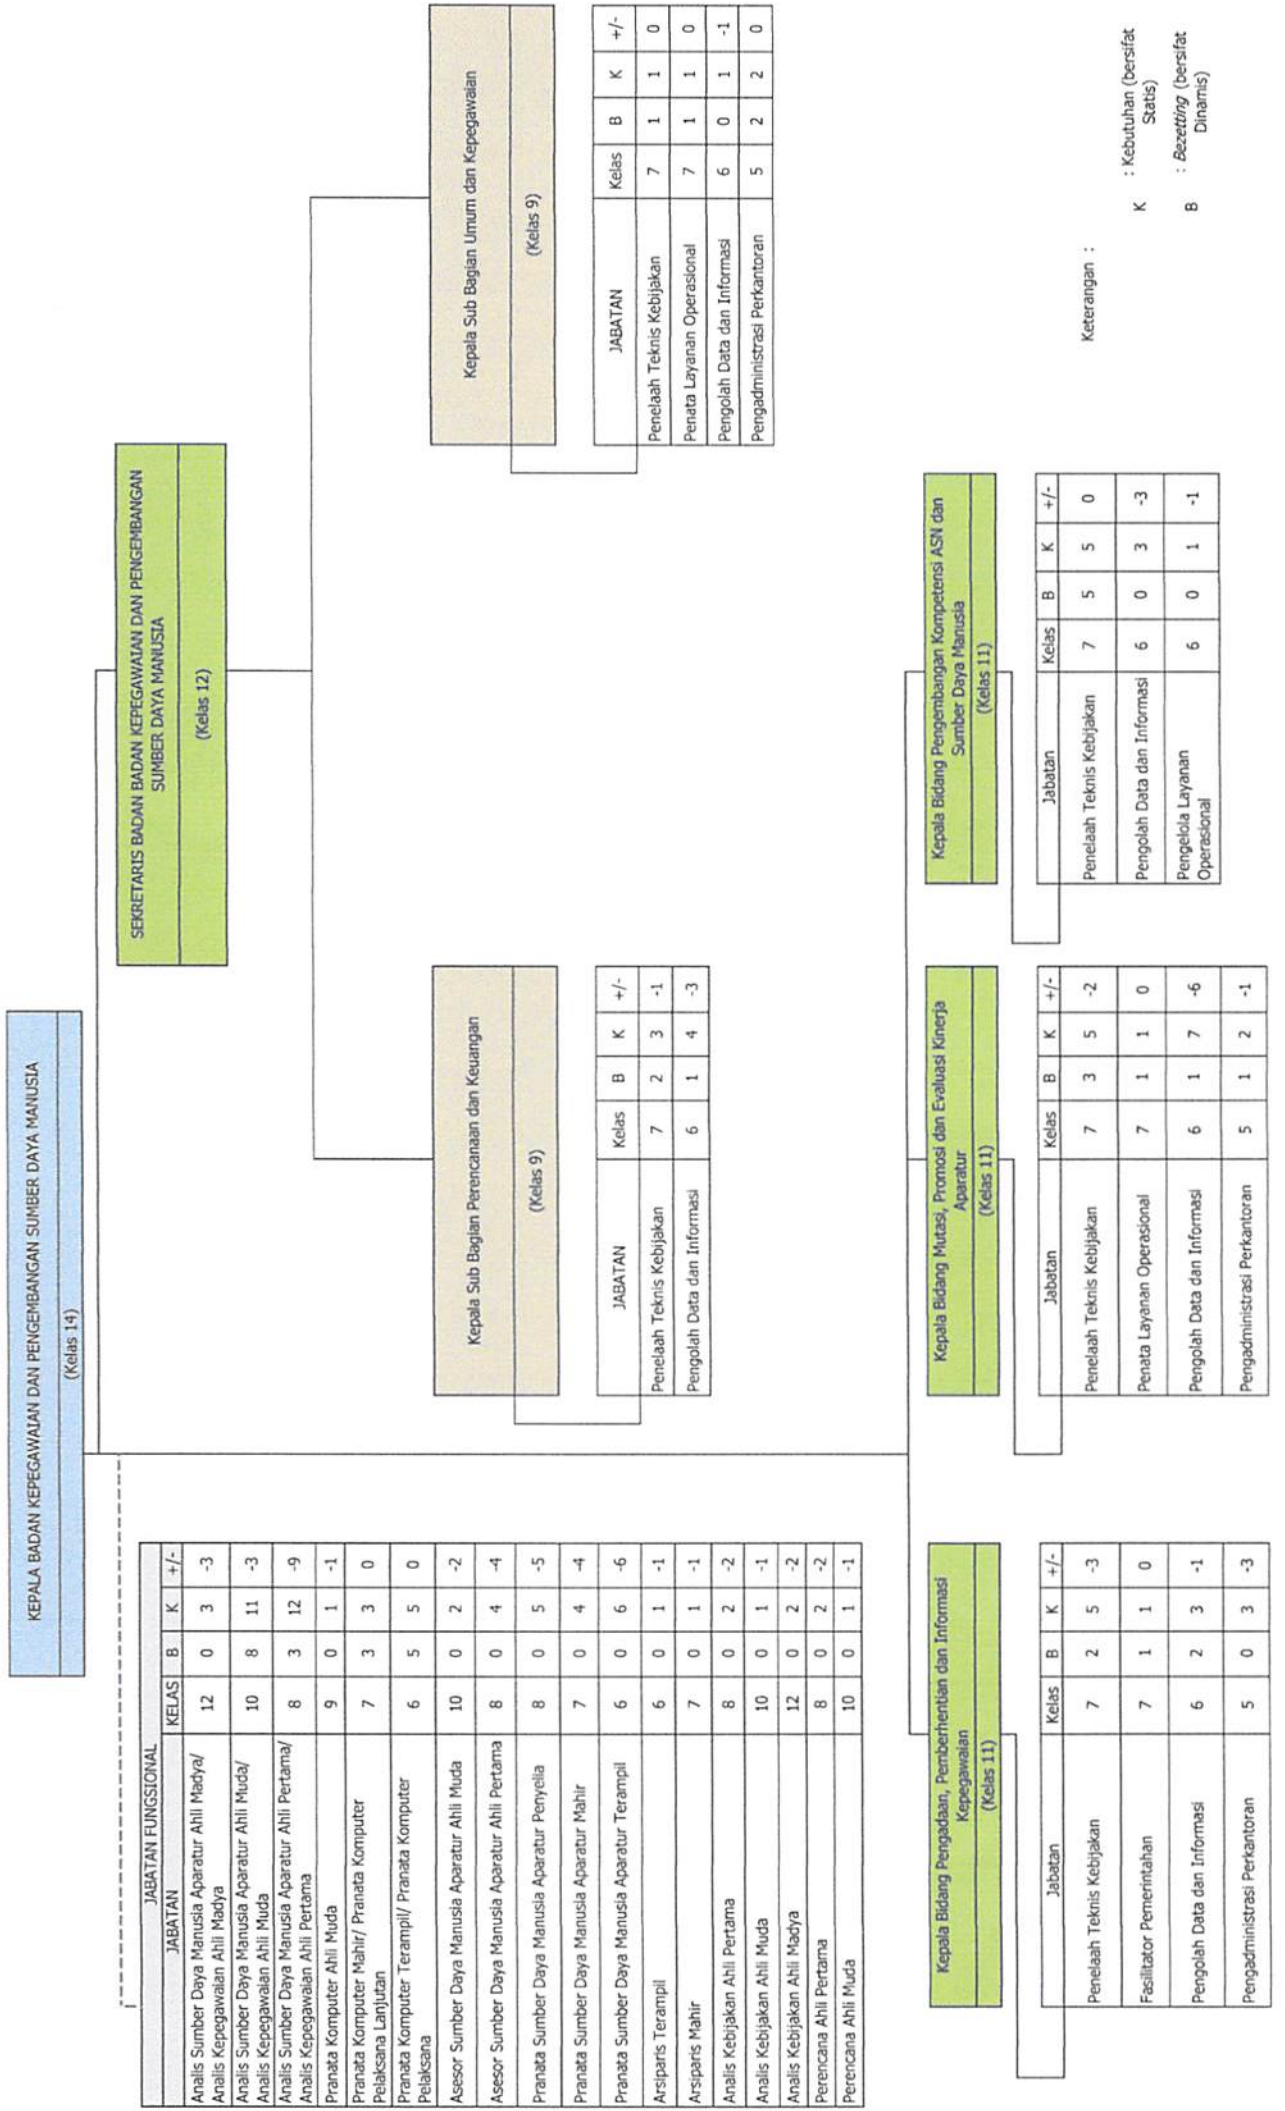 KEPALA BADAN KEPEGAWAIAN DAN PENGEMBANGAN SUMBER DAYA MANUSIA
(Kelas 14)
SEKRETARIS BADAN KEPEGAWAIAN DAN PENGEMBANGAN
SUMBER DAYA MANUSIA
(Kelas 12)
JABATAN FUNGSIONAL
JABATAN KELAS B K +/-
Analis Sumber Daya Manusia Aparatur Ahli Madya/
Analis Kepegawaian Ahli Madya 12 0 3 -3
Analis Sumber Daya Manusia Aparatur Ahli Muda/
Analis Kepegawaian Ahli Muda 10 8 11 -3
Analis Sumber Daya Manusia Aparatur Ahli Pertama/
Analis Kepegawaian Ahli Pertama 8 3 12 -9
Pranata Komputer Ahli Muda 9 0 1 -1
Pranata Komputer Mahir/ Pranata Komputer
Pelaksana Lanjutan 7 3 3 0
Pranata Komputer Terampil/ Pranata Komputer
Pelaksana 6 5 5 0
Asesor Sumber Daya Manusia Aparatur Ahli Muda 10 0 2 -2
Asesor Sumber Daya Manusia Aparatur Ahli Pertama 8 0 4 -4
Pranata Sumber Daya Manusia Aparatur Penyelia 8 0 5 -5
Pranata Sumber Daya Manusia Aparatur Mahir 7 0 4 -4
Pranata Sumber Daya Manusia Aparatur Terampil 6 0 6 -6
Arsiparis Terampil 6 0 1 -1
Arsiparis Mahir 7 0 1 -1
Analis Kebijakan Ahli Pertama 8 0 2 -2
Analis Kebijakan Ahli Muda 10 0 1 -1
Analis Kebijakan Ahli Madya 12 0 2 -2
Perencana Ahli Pertama 8 0 2 -2
Perencana Ahli Muda 10 0 1 -1
Kepala Sub Bagian Perencanaan dan Keuangan
(Kelas 9)
JABATAN Kelas B K +/-
Penelaah Teknis Kebijakan 7 2 3 -1
Pengolah Data dan Informasi 6 1 4 -3
Kepala Sub Bagian Umum dan Kepegawaian
(Kelas 9)
JABATAN Kelas B K +/-
Penelaah Teknis Kebijakan 7 1 1 0
Penata Layanan Operasional 7 1 1 0
Pengolah Data dan Informasi 6 0 1 -1
Pengadministrasi Perkantoran 5 2 2 0
Kepala Bidang Pengadaan, Pemberhentian dan Informasi
Kepegawaian
(Kelas 11)
Jabatan Kelas B K +/-
Penelaah Teknis Kebijakan 7 2 5 -3
Fasilitator Pemerintahan 7 1 1 0
Pengolah Data dan Informasi 6 2 3 -1
Pengadministrasi Perkantoran 5 0 3 -3
Kepala Bidang Mutasi, Promosi dan Evaluasi Kinerja
Aparatur
(Kelas 11)
Jabatan Kelas B K +/-
Penelaah Teknis Kebijakan 7 3 5 -2
Penata Layanan Operasional 7 1 1 0
Pengolah Data dan Informasi 6 1 7 -6
Pengadministrasi Perkantoran 5 1 2 -1
Kepala Bidang Pengembangan Kompetensi ASN dan
Sumber Daya Manusia
(Kelas 11)
Jabatan Kelas B K +/-
Penelaah Teknis Kebijakan 7 5 5 0
Pengolah Data dan Informasi 6 0 3 -3
Pengelola Layanan
Operasional 6 0 1 -1
Keterangan :
K : Kebutuhan (bersifat
Statis)
B : Bezetting (bersifat
Dinamis)